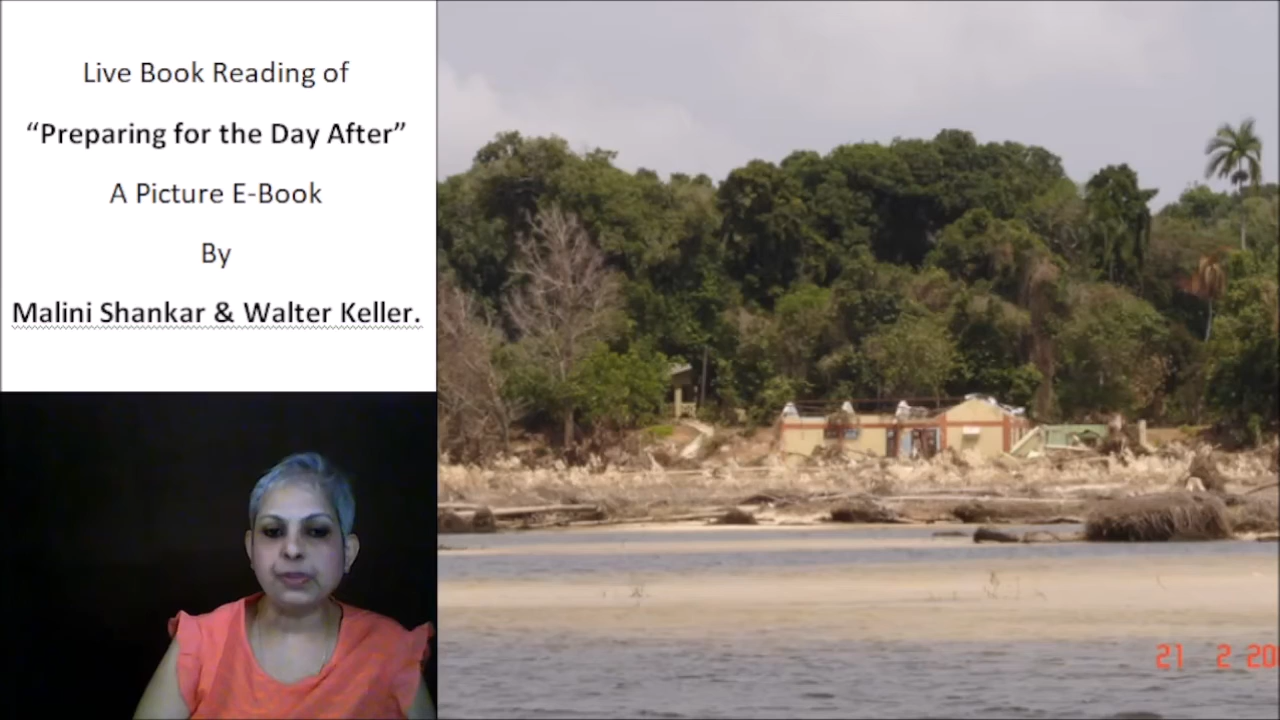 Live Book Reading of
“Preparing for the Day After”
A Picture E-Book
By
Malini Shankar & Walter Keller.
21 2 20